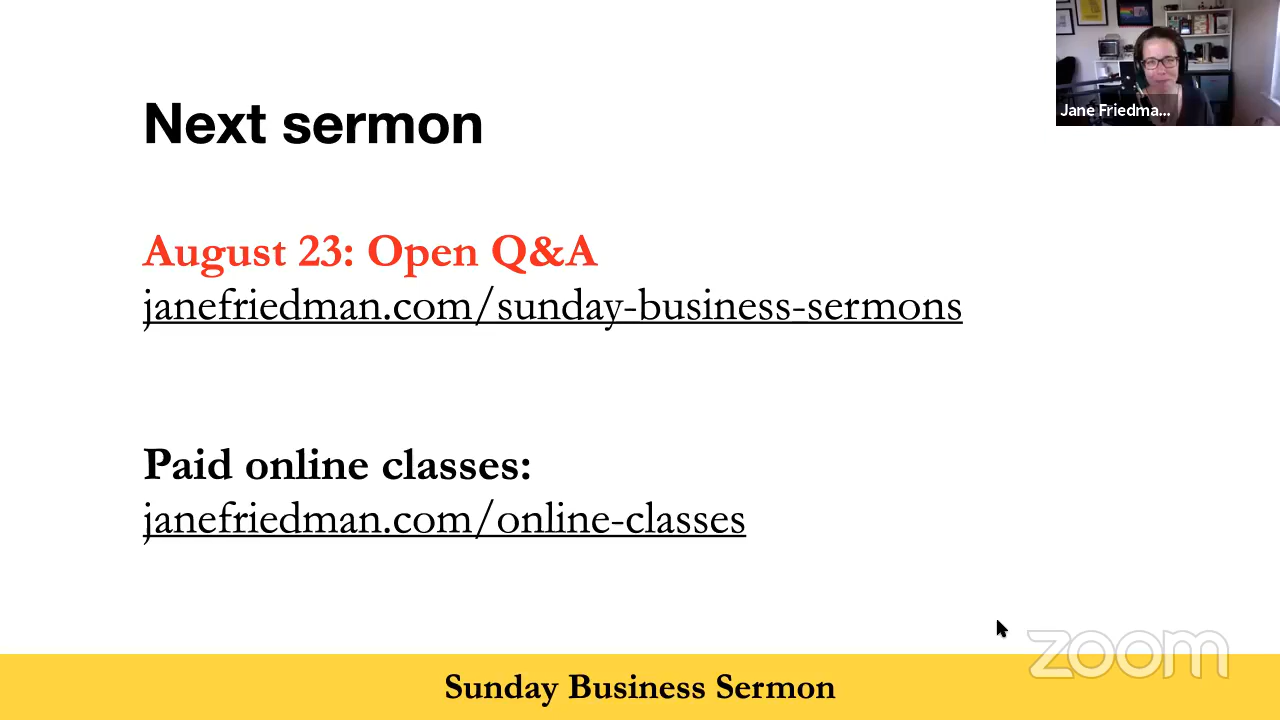 Jane Friedma...
Next sermon
August 23: Open Q&A
janefriedman.com/sunday-business-sermons
Paid online classes:
janefriedman.com/online-classes
zoom
Sunday Business Sermon